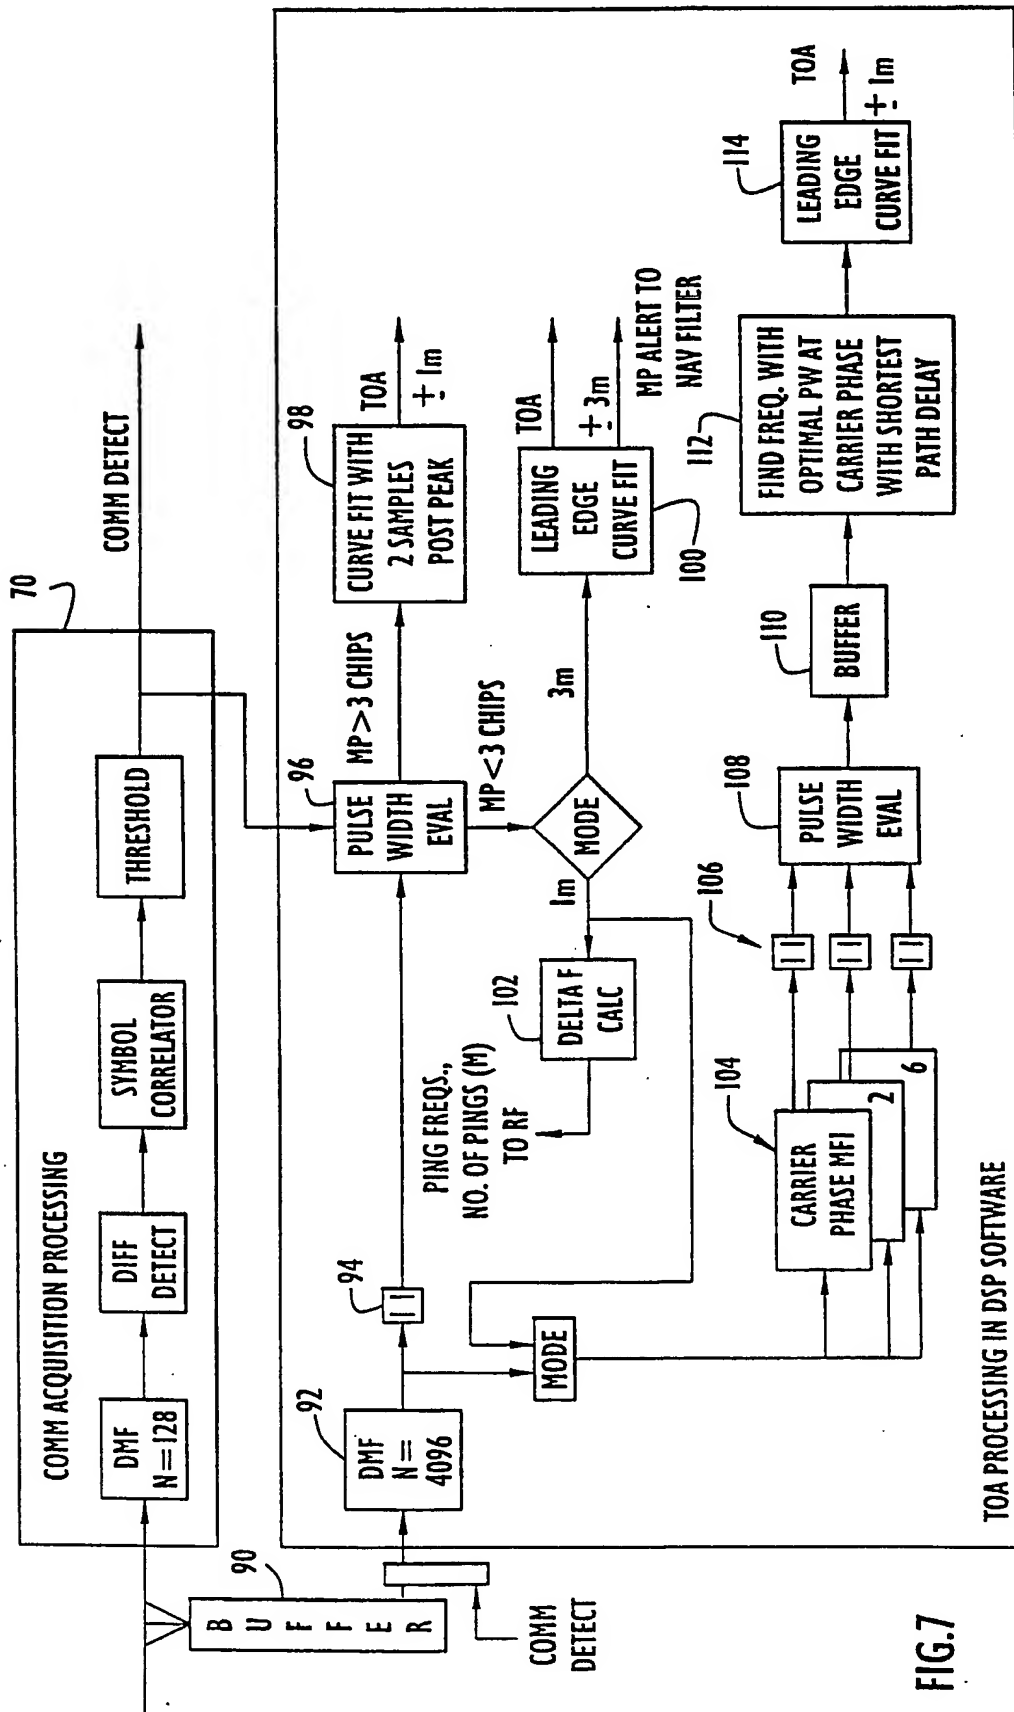 70
COMM ACQUISITION PROCESSING
DMF
N=128
DIFF
DETECT
SYMBOL
CORRELATOR
THRESHOLD
COMM DETECT
90
BUFFER
COMM
DETECT
92
DMF
N=
4096
94
| |
96
PULSE
WIDTH
EVAL
MP>3 CHIPS
98
CURVE FIT WITH
2 SAMPLES
POST PEAK
TOA
± 1m
MP<3 CHIPS
MODE
3m
1m
LEADING
EDGE
CURVE FIT
100
TOA
± 3m
MP ALERT TO
NAV FILTER
102
DELTA F
CALC
PING FREQS.,
NO. OF PINGS (M)
TO RF
MODE
104
CARRIER
PHASE MFI
2
6
106
| |
| |
| |
108
PULSE
WIDTH
EVAL
110
BUFFER
112
FIND FREQ. WITH
OPTIMAL PW AT
CARRIER PHASE
WITH SHORTEST
PATH DELAY
114
LEADING
EDGE
CURVE FIT
TOA
± 1m
TOA PROCESSING IN DSP SOFTWARE
FIG.7